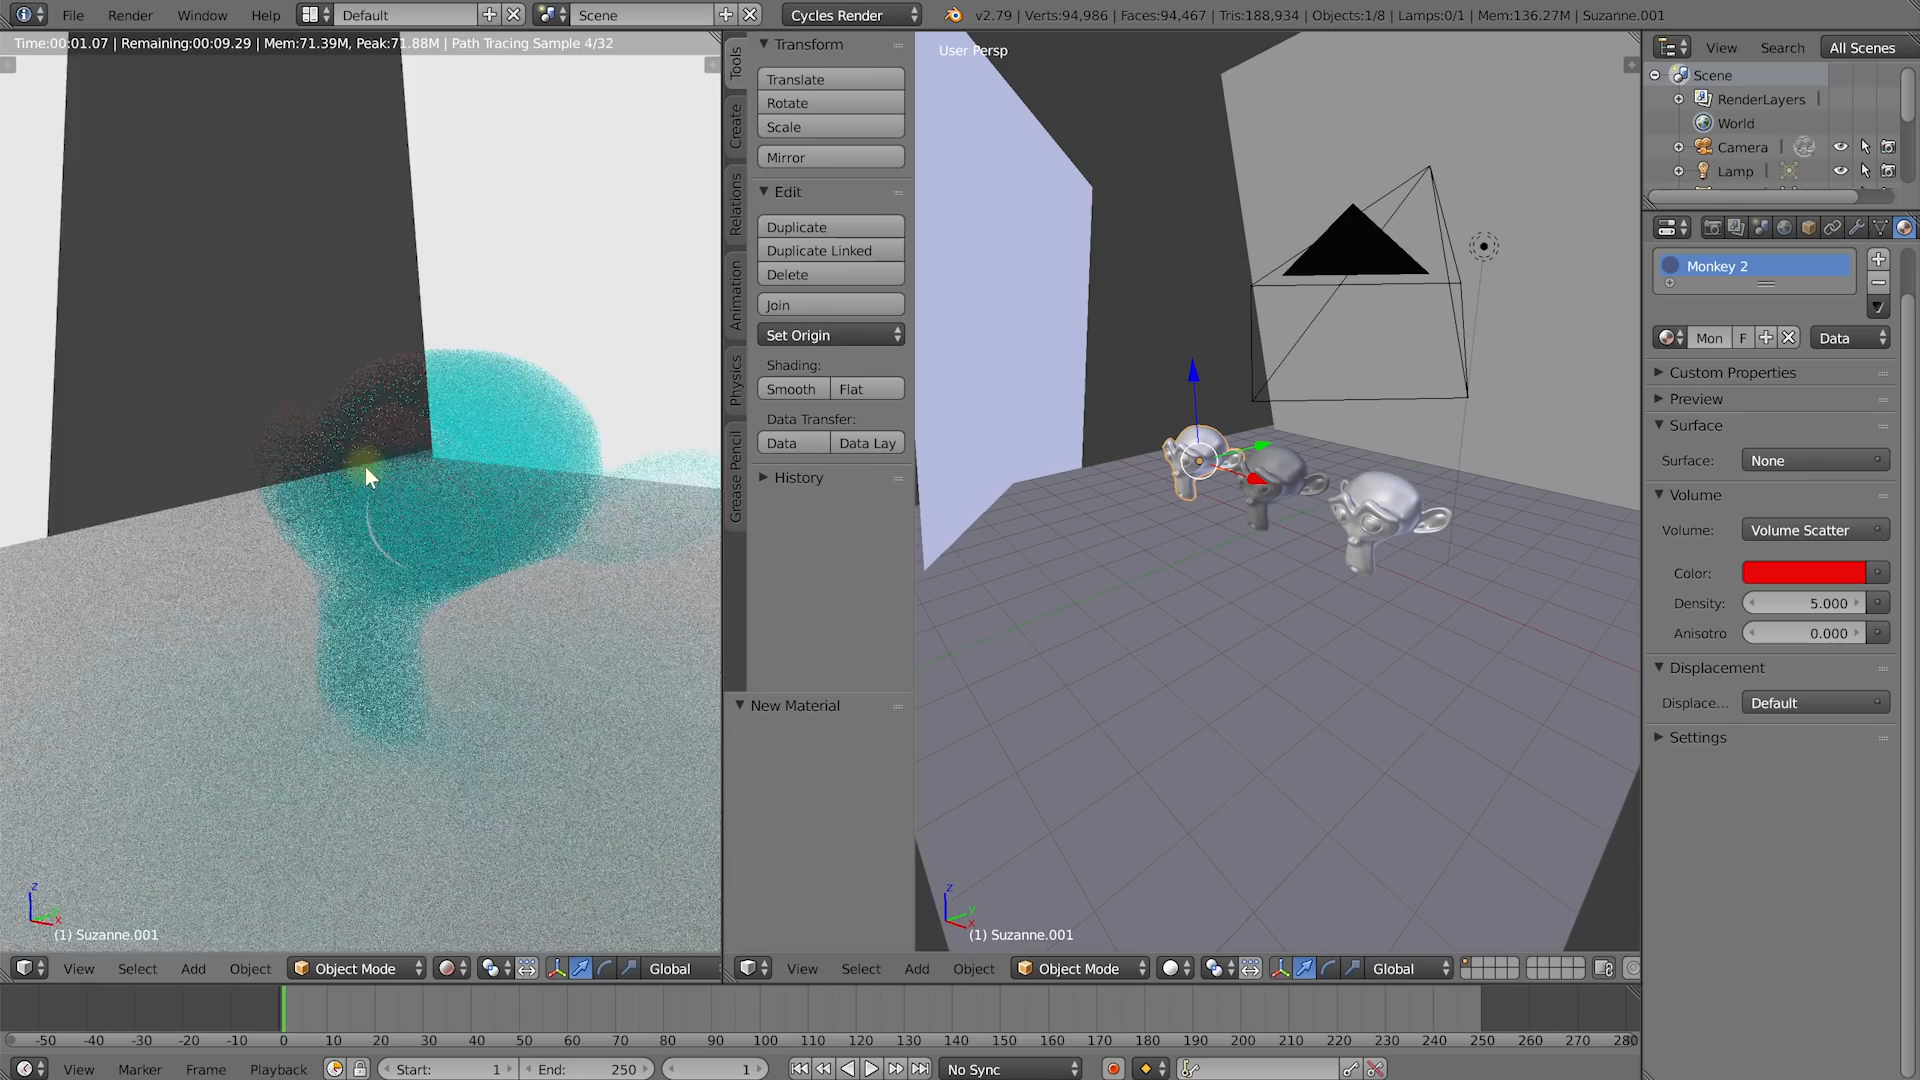 File Render Window Help Default Scene Cycles Render v2.79 | Verts:94,986 | Faces:94,467 | Tris:188,934 | Objects:1/8 | Lamps:0/1 | Mem:136.27M | Suzanne.001
Time:00:01.07 | Remaining:00:09.29 | Mem:71.39M, Peak:71.88M | Path Tracing Sample 4/32
Tools
Create
Relations
Animation
Physics
Grease Pencil
Transform
Translate
Rotate
Scale
Mirror
Edit
Duplicate
Duplicate Linked
Delete
Join
Set Origin
Shading:
Smooth Flat
Data Transfer:
Data Data Lay
History
New Material
User Persp
View Search All Scenes
Scene
RenderLayers
World
Camera
Lamp
Monkey 2
Mon F Data
Custom Properties
Preview
Surface
Surface: None
Volume
Volume: Volume Scatter
Color:
Density: 5.000
Anisotro 0.000
Displacement
Displace... Default
Settings
z
x
(1) Suzanne.001
z
y
x
(1) Suzanne.001
View Select Add Object Object Mode Global
View Select Add Object Object Mode Global
-50 -40 -30 -20 -10 0 10 20 30 40 50 60 70 80 90 100 110 120 130 140 150 160 170 180 190 200 210 220 230 240 250 260 270 280
View Marker Frame Playback Start: 1 End: 250 1 No Sync